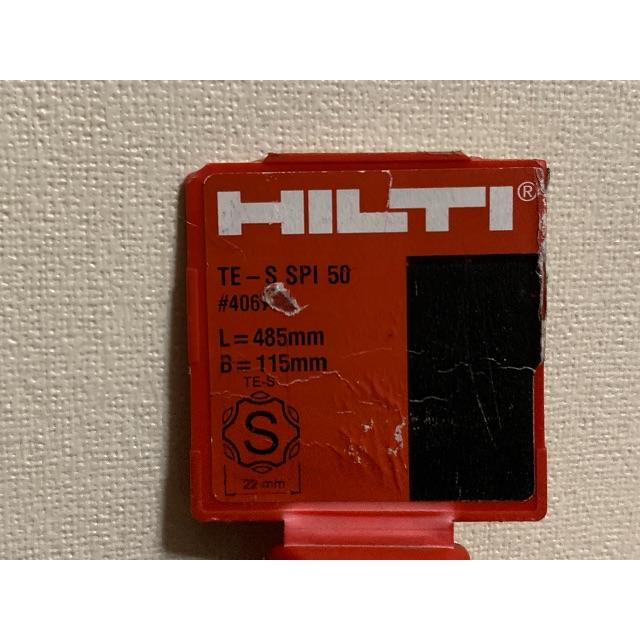 HILTI®
TE – S SPI 50
L = 485mm
B = 115mm
TE-S
S
22 mm